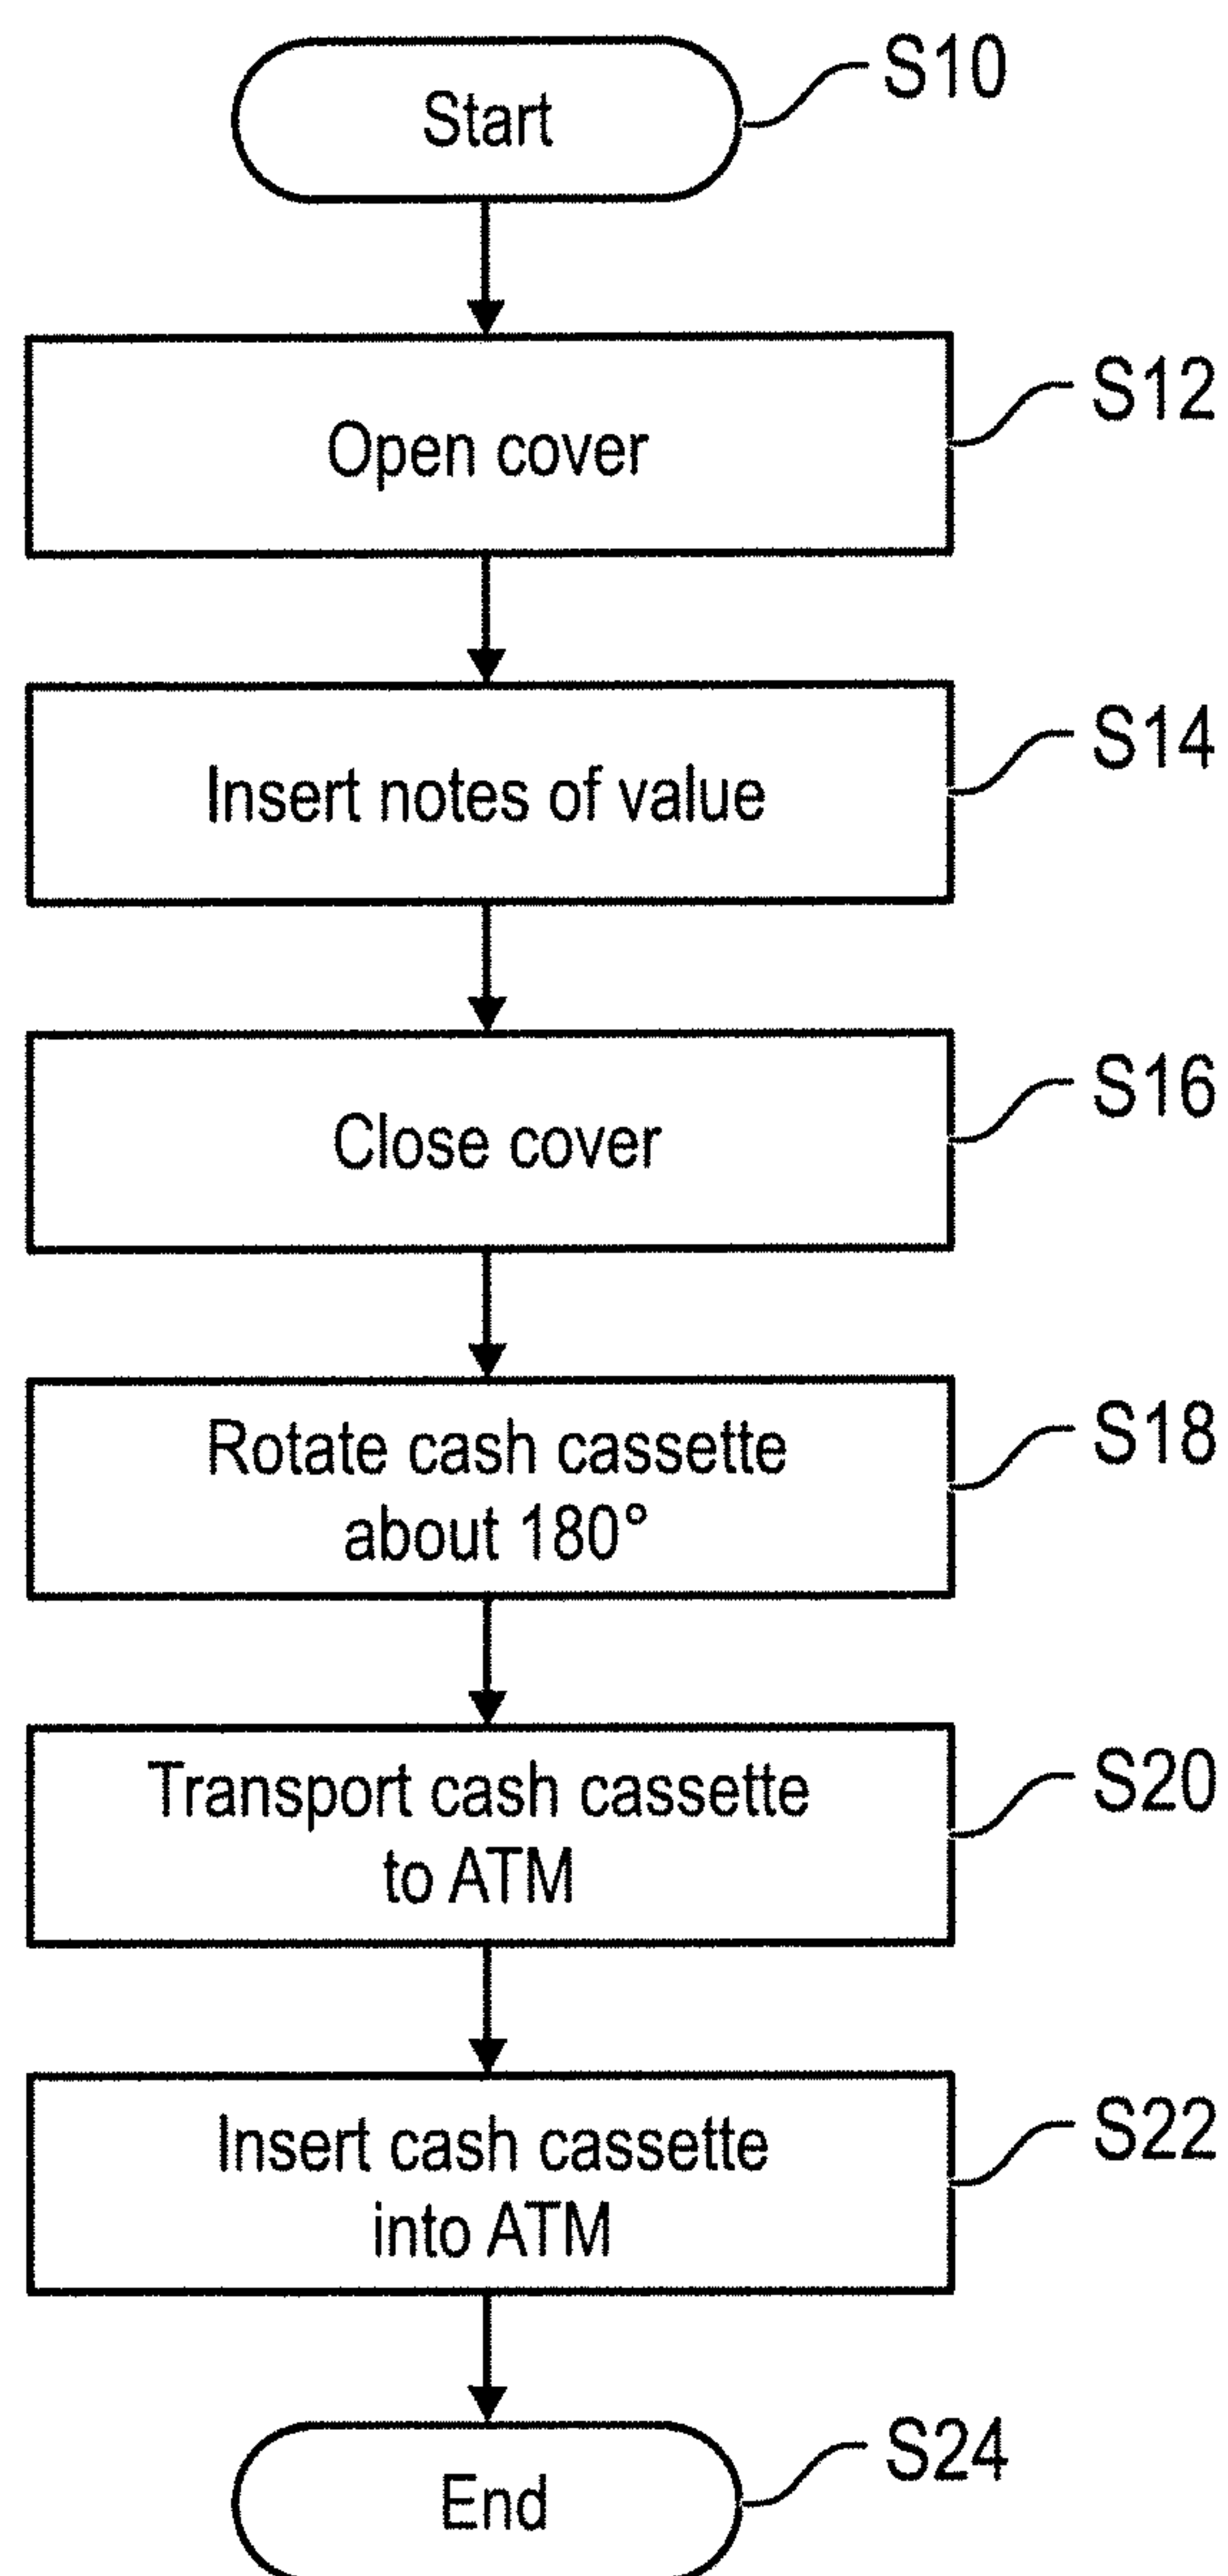 Start
S10
Open cover
S12
Insert notes of value
S14
Close cover
S16
Rotate cash cassette
about 180°
S18
Transport cash cassette
to ATM
S20
Insert cash cassette
into ATM
S22
End
S24